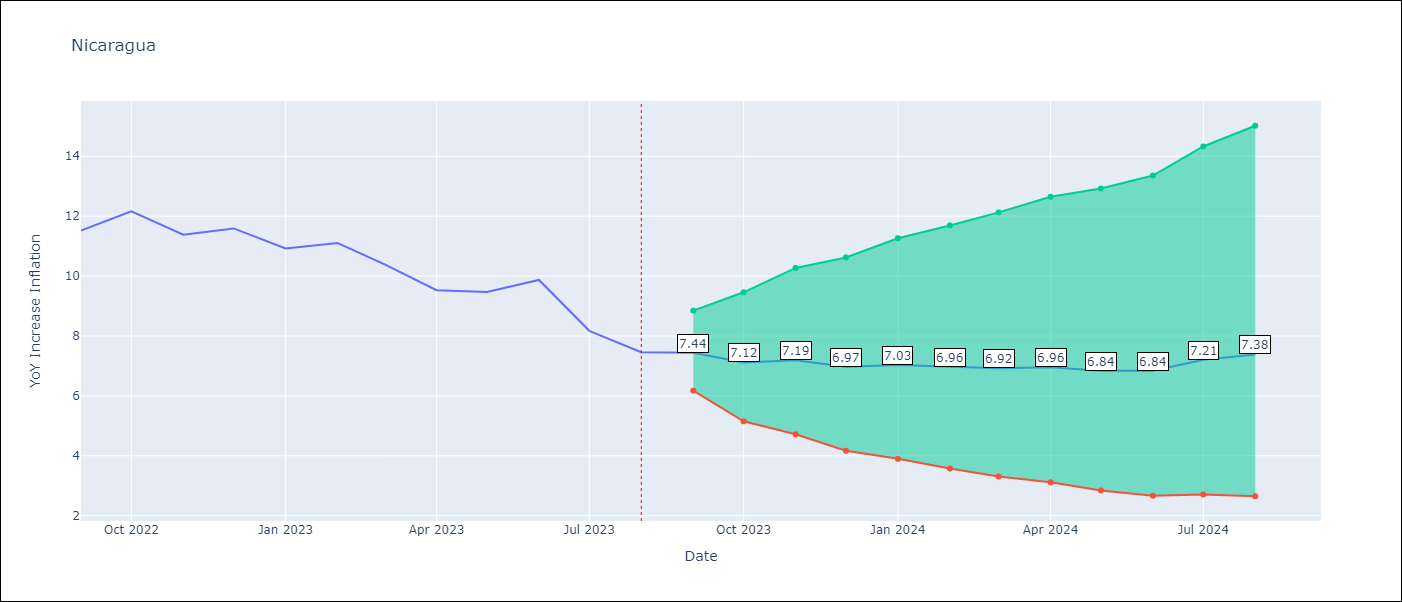 Nicaragua
YoY Increase Inflation
14
12
10
8
6
4
2
7.44
7.12
7.19
6.97
7.03
6.96
6.92
6.96
6.84
6.84
7.21
7.38
Oct 2022
Jan 2023
Apr 2023
Jul 2023
Oct 2023
Jan 2024
Apr 2024
Jul 2024
Date